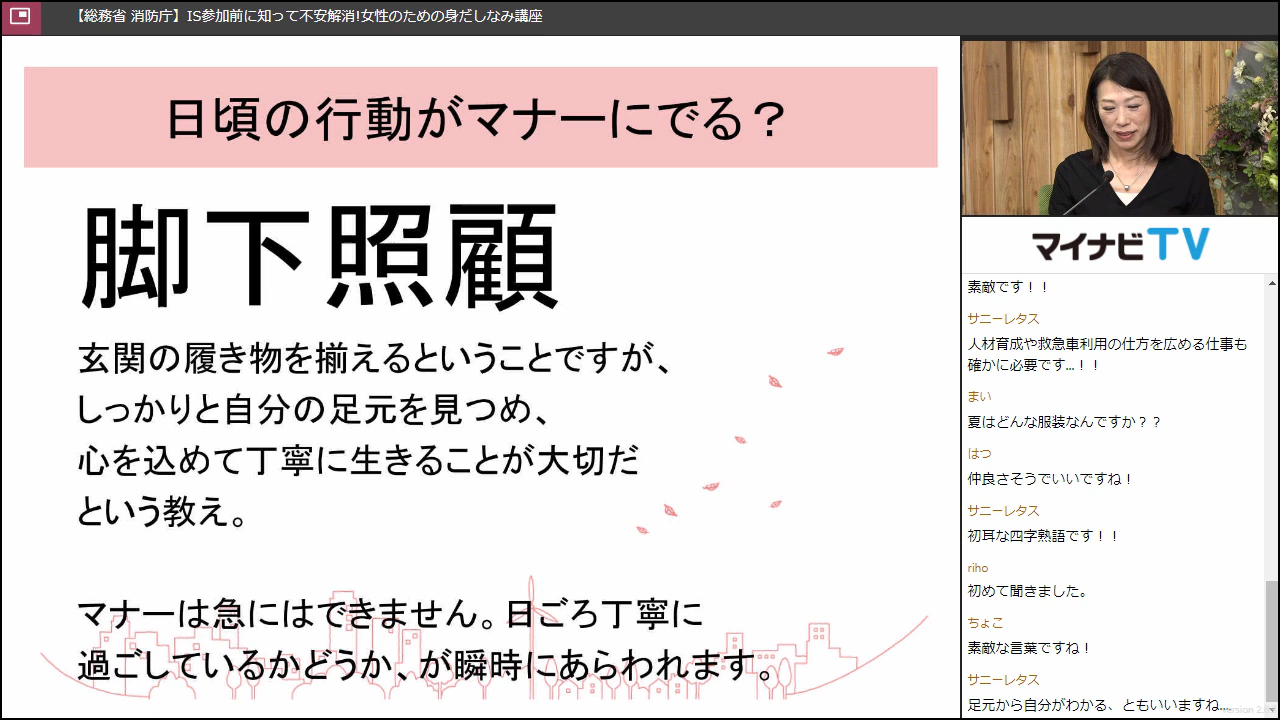 【総務省 消防庁】IS参加前に知って不安解消!女性のための身だしなみ講座
日頃の行動がマナーにでる？
脚下照顧
玄関の履き物を揃えるということですが、
しっかりと自分の足元を見つめ、
心を込めて丁寧に生きることが大切だ
という教え。
マナーは急にはできません。日ごろ丁寧に
過ごしているかどうか、が瞬時にあらわれます。
マイナビTV
素敵です！！
サニーレタス
人材育成や救急車利用の仕方を広める仕事も
確かに必要です...！！
まい
夏はどんな服装なんですか？？
はつ
仲良さそうでいいですね！
サニーレタス
初耳な四字熟語です！！
riho
初めて聞きました。
ちょこ
素敵な言葉ですね！
サニーレタス
足元から自分がわかる、ともいいますね...